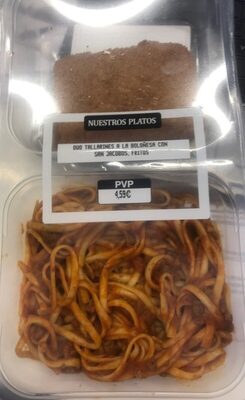 NUESTROS PLATOS
DUO TALLARINES A LA BOLOÑESA CON
SAN JACOBOS, FRITOS
PVP
4,59€